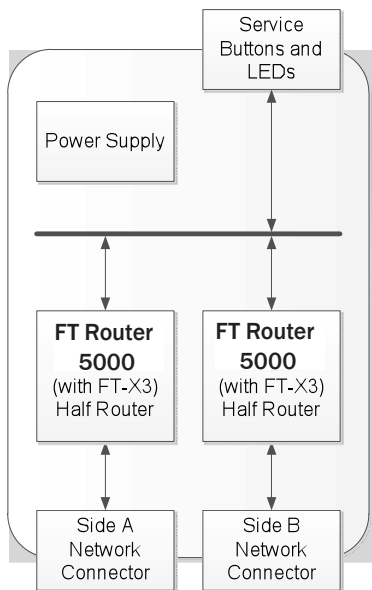 Service
Buttons and
LEDs
Power Supply
FT Router
5000
(with FT-X3)
Half Router
FT Router
5000
(with FT-X3)
Half Router
Side A
Network
Connector
Side B
Network
Connector